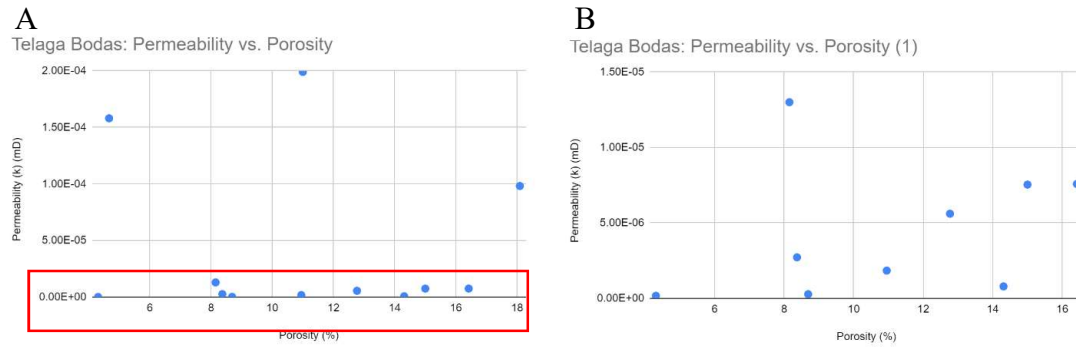 A
Telaga Bodas: Permeability vs. Porosity
2.00E-04
1.50E-04
1.00E-04
5.00E-05
0.00E+00
Permeability (k) (mD)
6 8 10 12 14 16 18
Porosity (%)
B
Telaga Bodas: Permeability vs. Porosity (1)
1.50E-05
1.00E-05
5.00E-06
0.00E+00
Permeability (k) (mD)
6 8 10 12 14 16
Porosity (%)